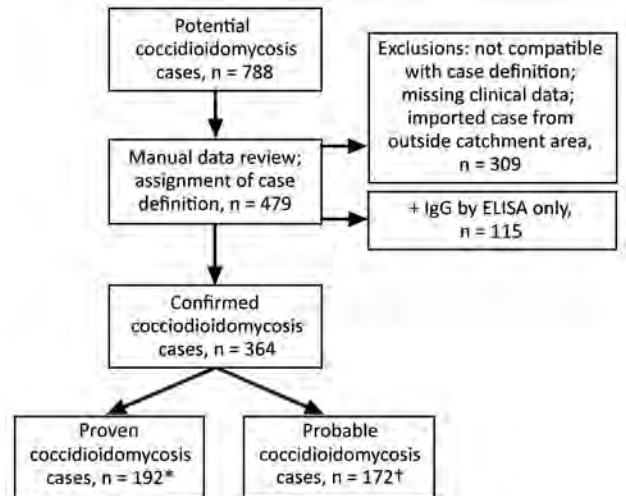 Potential
coccidioidomycosis
cases, n = 788
Exclusions: not compatible
with case definition;
missing clinical data;
imported case from
outside catchment area,
n = 309
Manual data review;
assignment of case
definition, n = 479
+ IgG by ELISA only,
n = 115
Confirmed
cocciodioidomycosis
cases, n = 364
Proven
coccidioidomycosis
cases, n = 192*
Probable
coccidioidomycosis
cases, n = 172†